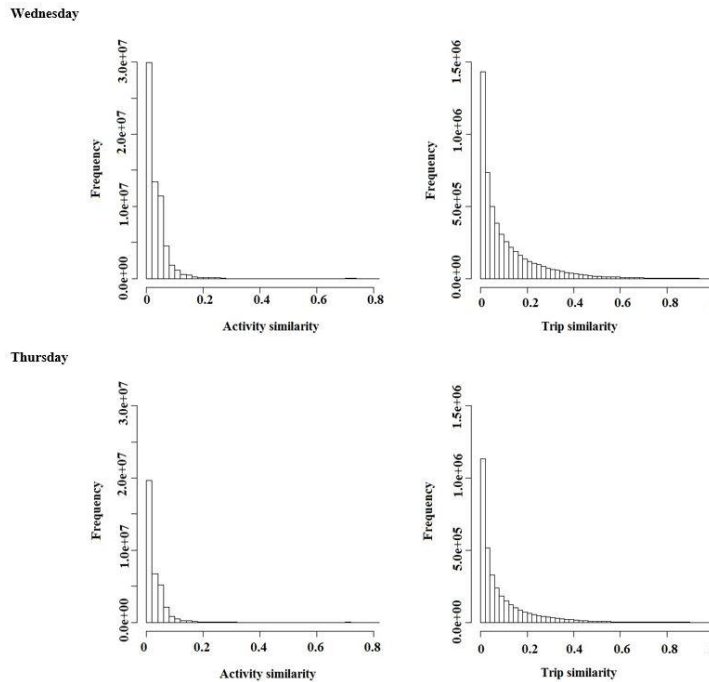 Wednesday
Frequency
3.0e+07
2.0e+07
1.0e+07
0.0e+00
0 0.2 0.4 0.6 0.8
Activity similarity
Frequency
1.5e+06
1.0e+06
5.0e+05
0.0e+00
0 0.2 0.4 0.6 0.8
Trip similarity
Thursday
Frequency
3.0e+07
2.0e+07
1.0e+07
0.0e+00
0 0.2 0.4 0.6 0.8
Activity similarity
Frequency
1.5e+06
1.0e+06
5.0e+05
0.0e+00
0 0.2 0.4 0.6 0.8
Trip similarity